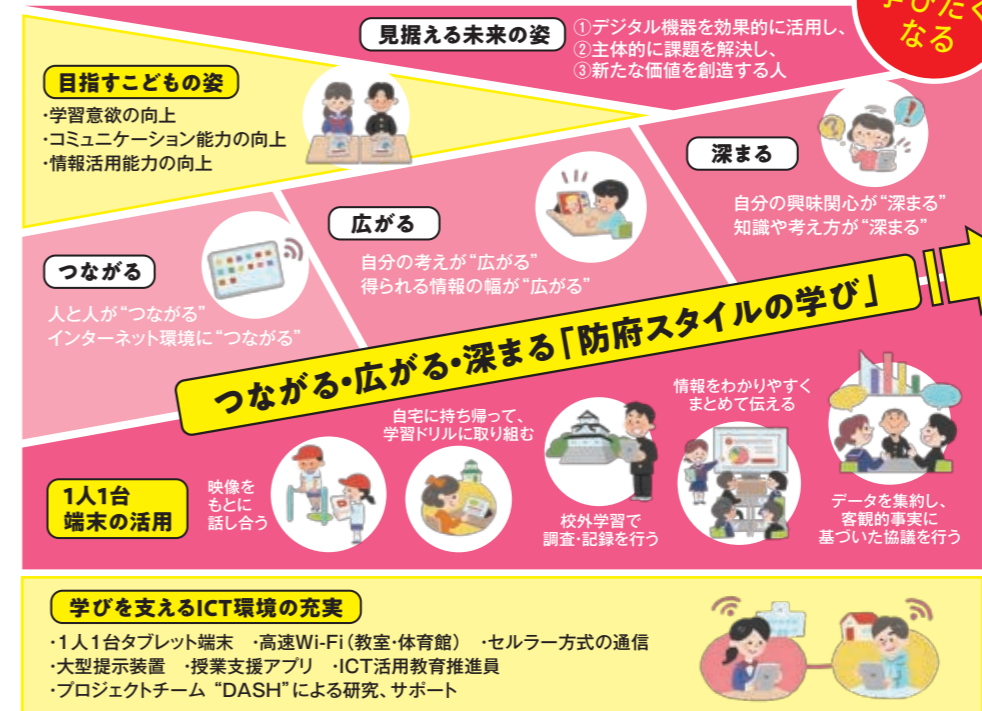 学びたく
なる
見据える未来の姿
①デジタル機器を効果的に活用し、
②主体的に課題を解決し、
③新たな価値を創造する人
目指すこどもの姿
・学習意欲の向上
・コミュニケーション能力の向上
・情報活用能力の向上
つながる
人と人が“つながる”
インターネット環境に“つながる”
広がる
自分の考えが“広がる”
得られる情報の幅が“広がる”
深まる
自分の興味関心が“深まる”
知識や考え方が“深まる”
つながる・広がる・深まる「防府スタイルの学び」
1人1台
端末の活用
映像を
もとに
話し合う
自宅に持ち帰って、
学習ドリルに取り組む
校外学習で
調査・記録を行う
情報をわかりやすく
まとめて伝える
データを集約し、
客観的事実に
基づいた協議を行う
学びを支えるICT環境の充実
・1人1台タブレット端末　・高速Wi-Fi（教室・体育館）　・セルラー方式の通信
・大型提示装置　・授業支援アプリ　・ICT活用教育推進員
・プロジェクトチーム “DASH”による研究、サポート